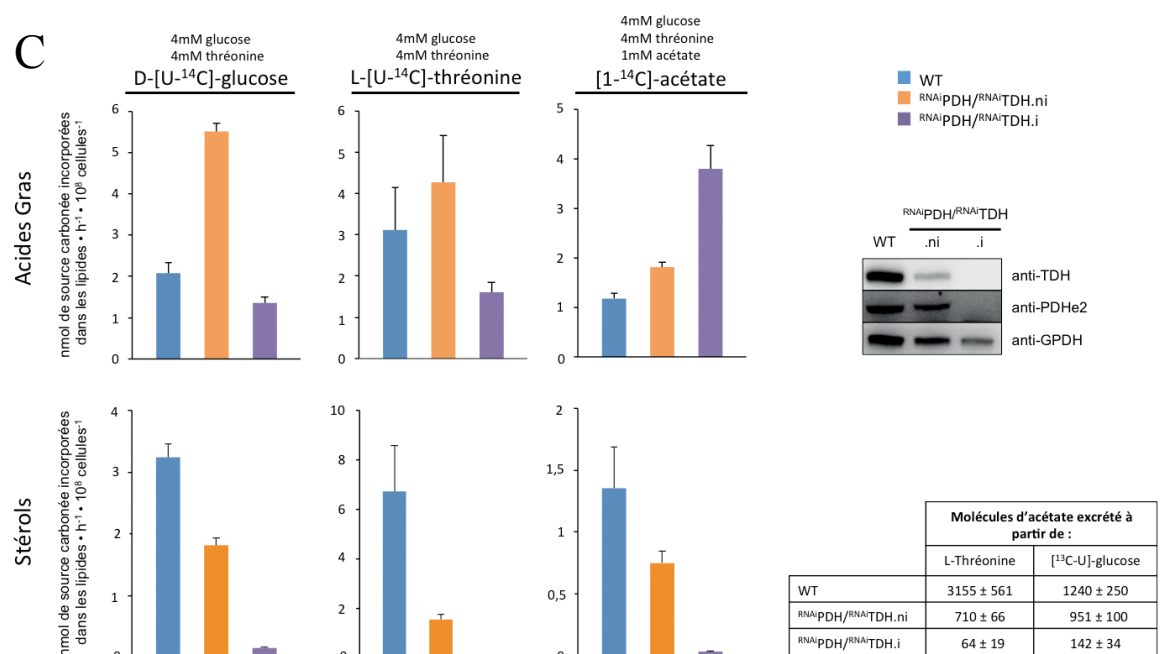 C
4mM glucose
4mM thréonine
D-[U-¹⁴C]-glucose
4mM glucose
4mM thréonine
L-[U-¹⁴C]-thréonine
4mM glucose
4mM thréonine
1mM acétate
[1-¹⁴C]-acétate
WT
ᴿᴺᴬⁱPDH/ᴿᴺᴬⁱTDH.ni
ᴿᴺᴬⁱPDH/ᴿᴺᴬⁱTDH.i
Acides Gras
nmol de source carbonée incorporées
dans les lipides • h⁻¹ • 10⁸ cellules⁻¹
6
5
4
3
2
1
0
6
5
4
3
2
1
0
5
4
3
2
1
0
ᴿᴺᴬⁱPDH/ᴿᴺᴬⁱTDH
WT .ni .i
anti-TDH
anti-PDHe2
anti-GPDH
Stérols
nmol de source carbonée incorporées
dans les lipides • h⁻¹ • 10⁸ cellules⁻¹
4
3
2
1
10
8
6
4
2
2
1,5
1
0,5
Molécules d'acétate excrété à
partir de :
L-Thréonine [¹³C-U]-glucose
WT 3155 ± 561 1240 ± 250
ᴿᴺᴬⁱPDH/ᴿᴺᴬⁱTDH.ni 710 ± 66 951 ± 100
ᴿᴺᴬⁱPDH/ᴿᴺᴬⁱTDH.i 64 ± 19 142 ± 34